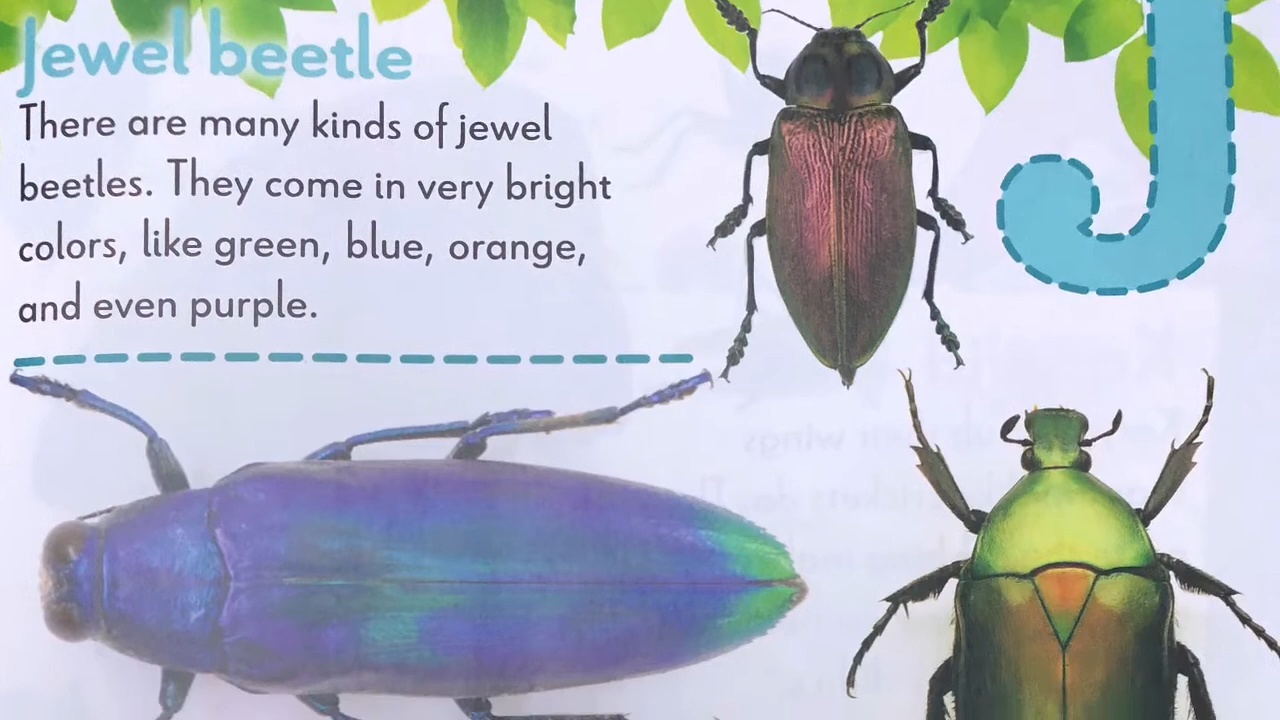 Jewel beetle
There are many kinds of jewel
beetles. They come in very bright
colors, like green, blue, orange,
and even purple.
J